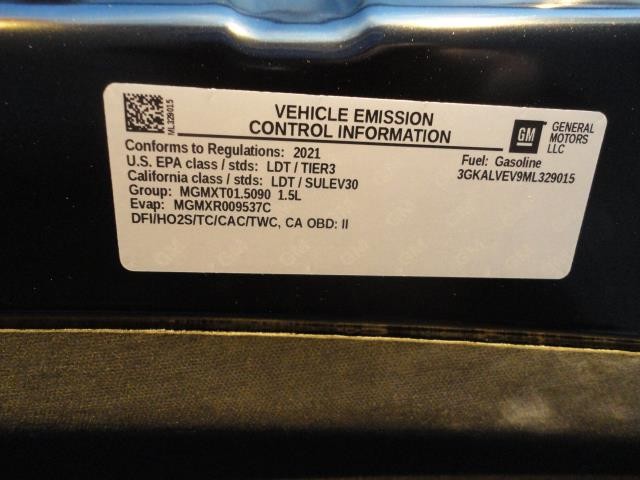 ML329015
VEHICLE EMISSION
CONTROL INFORMATION
GM
GENERAL
MOTORS
LLC
Conforms to Regulations: 2021
U.S. EPA class / stds: LDT / TIER3
California class / stds: LDT / SULEV30
Group: MGMXT01.5090 1.5L
Evap: MGMXR009537C
DFI/HO2S/TC/CAC/TWC, CA OBD: II
Fuel: Gasoline
3GKALVEV9ML329015